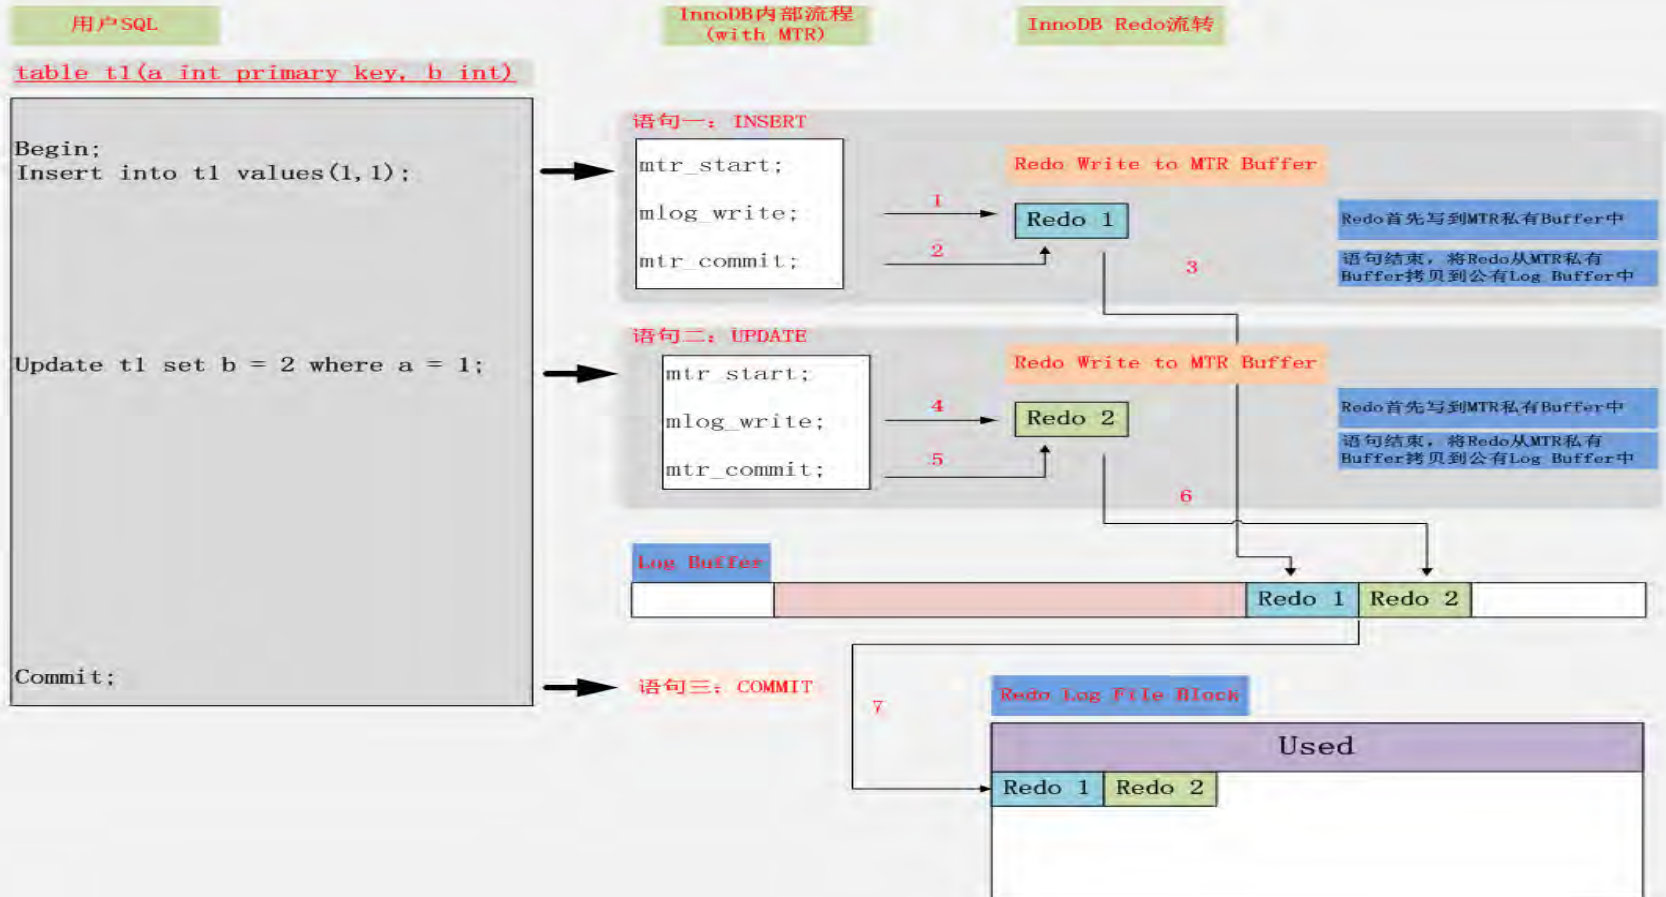 用户SQL
InnoDB内部流程
(with MTR)
InnoDB Redo流转
table t1(a int primary key, b int)
Begin;
Insert into t1 values(1,1);
Update t1 set b = 2 where a = 1;
Commit;
语句一: INSERT
mtr_start;
mlog_write;
mtr_commit;
1
2
Redo Write to MTR Buffer
Redo 1
3
Redo首先写到MTR私有Buffer中
语句结束, 将Redo从MTR私有
Buffer拷贝到公有Log Buffer中
语句二: UPDATE
mtr_start;
mlog_write;
mtr_commit;
4
5
Redo Write to MTR Buffer
Redo 2
6
Redo首先写到MTR私有Buffer中
语句结束, 将Redo从MTR私有
Buffer拷贝到公有Log Buffer中
Log Buffer
Redo 1
Redo 2
语句三: COMMIT
7
Redo Log File Block
Used
Redo 1
Redo 2